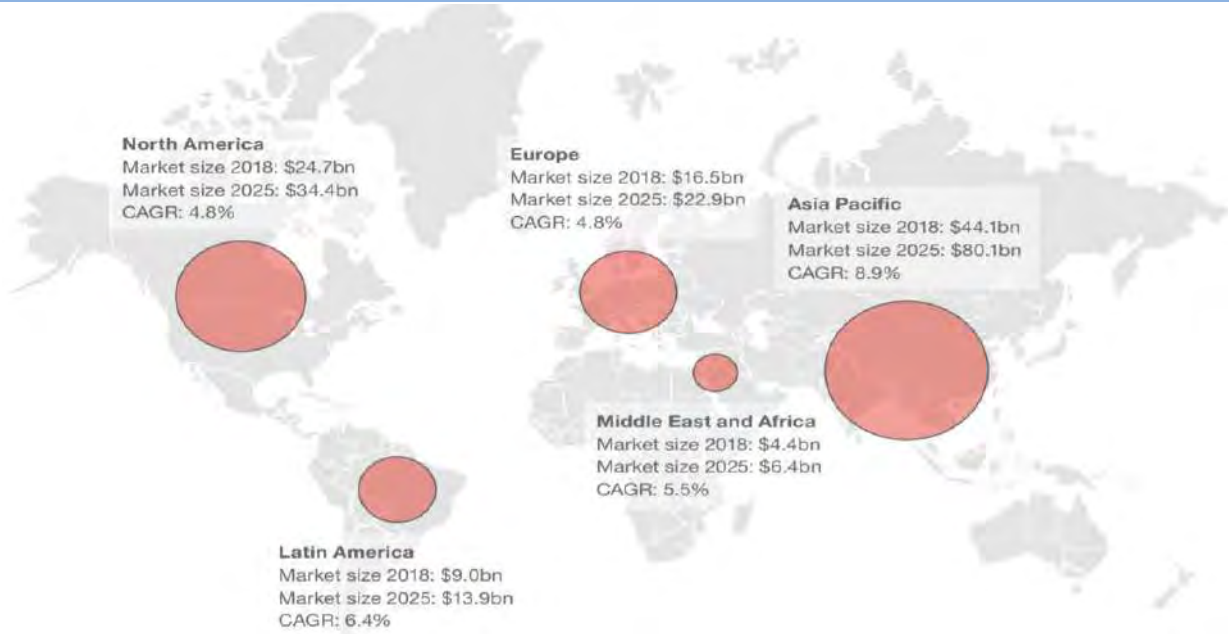 North America
Market size 2018: $24.7bn
Market size 2025: $34.4bn
CAGR: 4.8%
Europe
Market size 2018: $16.5bn
Market size 2025: $22.9bn
CAGR: 4.8%
Asia Pacific
Market size 2018: $44.1bn
Market size 2025: $80.1bn
CAGR: 8.9%
Middle East and Africa
Market size 2018: $4.4bn
Market size 2025: $6.4bn
CAGR: 5.5%
Latin America
Market size 2018: $9.0bn
Market size 2025: $13.9bn
CAGR: 6.4%